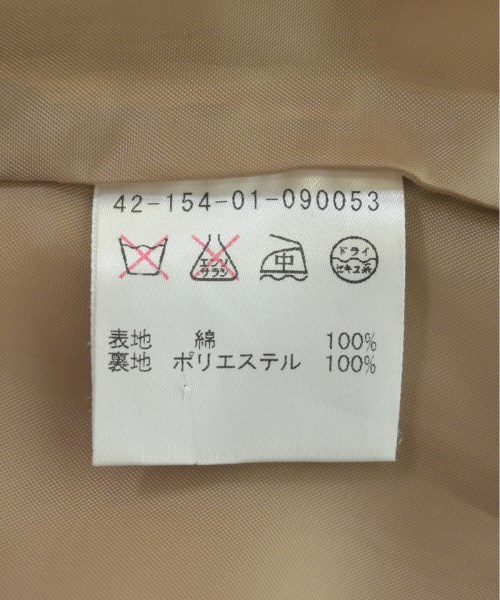 42-154-01-090053
エンソ サラシ 中 ドライ セキユ系
表地 綿 100%
裏地 ポリエステル 100%